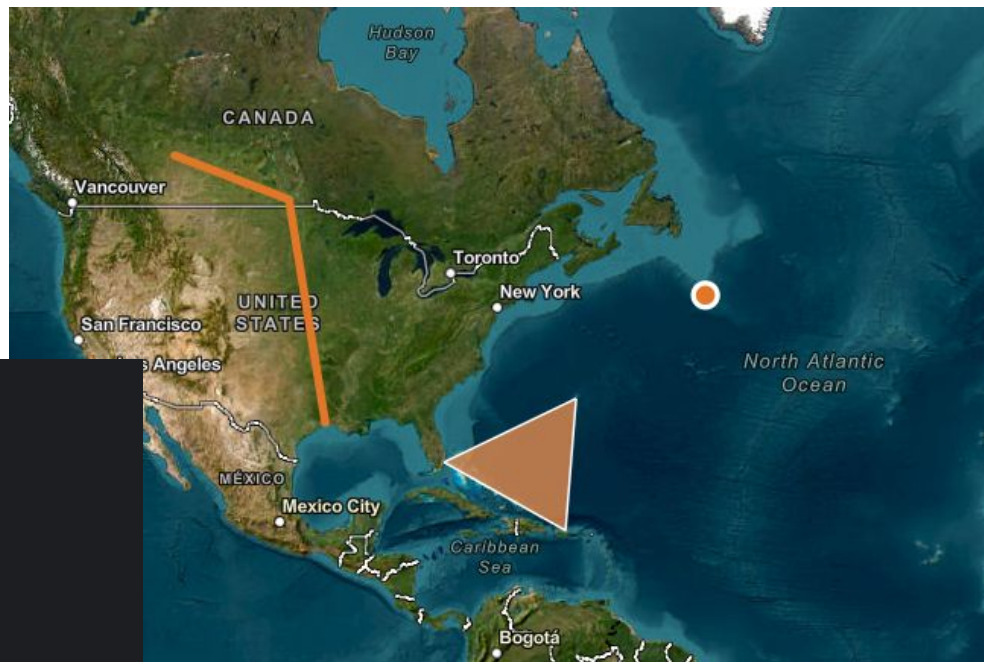 Hudson
Bay
CANADA
Vancouver
Toronto
New York
UNITED
STATES
San Francisco
s Angeles
North Atlantic
Ocean
MÉXICO
Mexico City
Caribbean
Sea
Bogotá